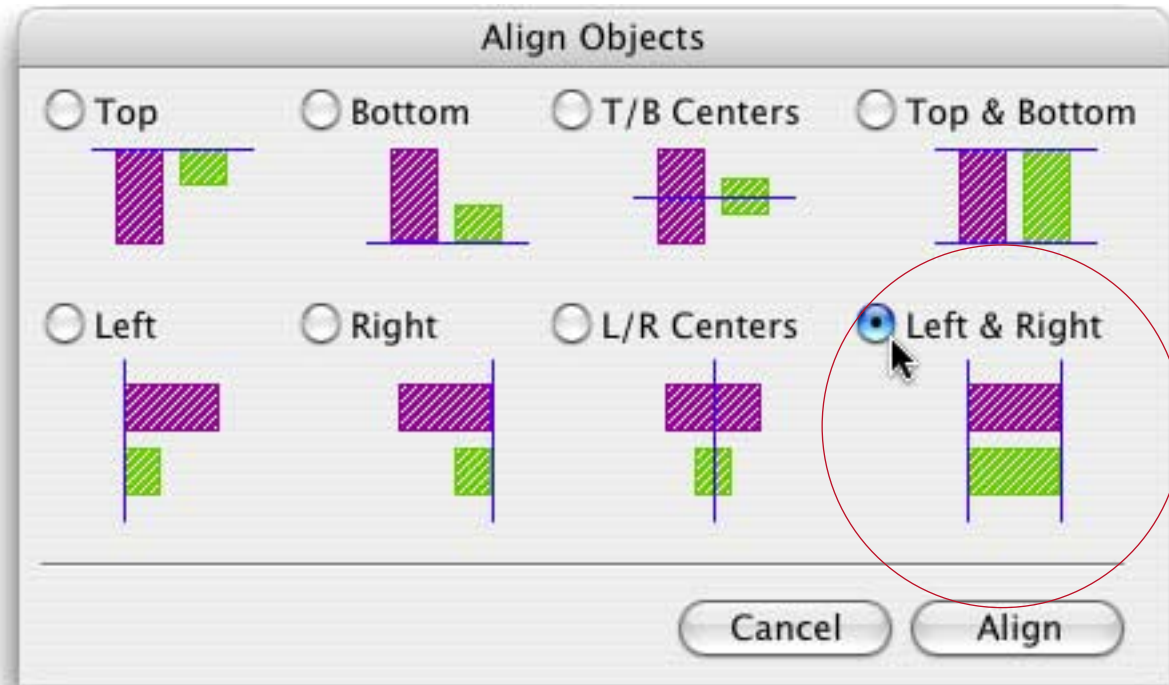 Align Objects
Top Bottom T/B Centers Top & Bottom
Left Right L/R Centers Left & Right
Cancel Align